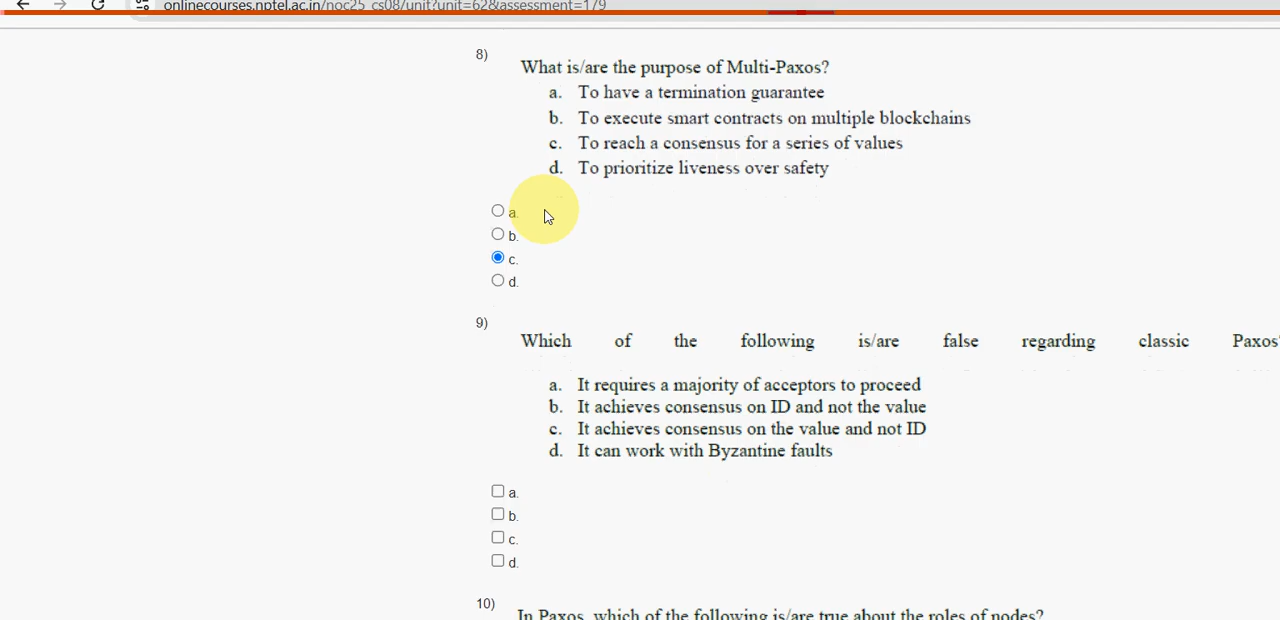 onlinecourses.nptel.ac.in/noc25_cs08/unit?unit=62&assessment=179
8)
What is/are the purpose of Multi-Paxos?
a. To have a termination guarantee
b. To execute smart contracts on multiple blockchains
c. To reach a consensus for a series of values
d. To prioritize liveness over safety
a.
b.
c.
d.
9)
Which of the following is/are false regarding classic Paxos?
a. It requires a majority of acceptors to proceed
b. It achieves consensus on ID and not the value
c. It achieves consensus on the value and not ID
d. It can work with Byzantine faults
a.
b.
c.
d.
10)
In Paxos, which of the following is/are true about the roles of nodes?